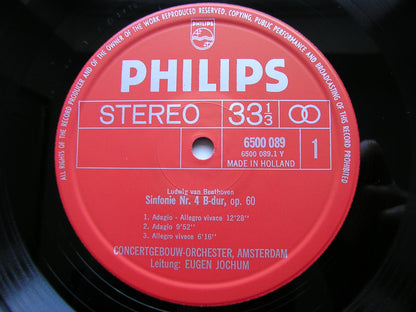 ALL RIGHTS OF THE RECORD PRODUCER AND OF THE OWNER OF THE WORK REPRODUCED RESERVED. COPYING, PUBLIC PERFORMANCE AND BROADCASTING OF THIS RECORD PROHIBITED
PHILIPS
PHILIPS
STEREO 33 1/3
6500 089
6500 089.1 Y
MADE IN HOLLAND
1
Ludwig van Beethoven
Sinfonie Nr. 4 B-dur, op. 60
1. Adagio - Allegro vivace 12'28"
2. Adagio 9'52"
3. Allegro vivace 6'16"
CONCERTGEBOUW-ORCHESTER, AMSTERDAM
Leitung: EUGEN JOCHUM